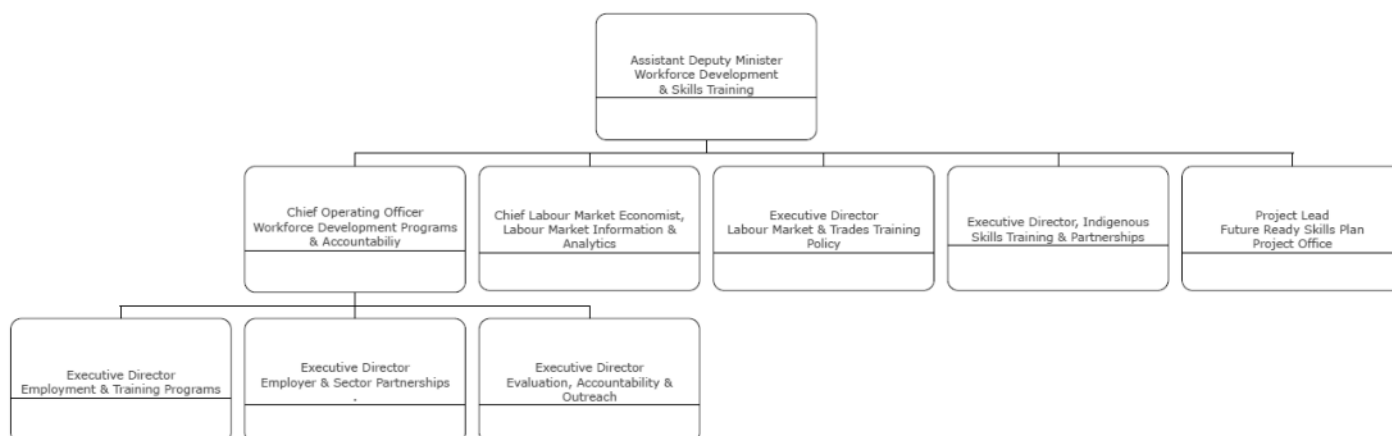 Assistant Deputy Minister
Workforce Development
& Skills Training
Chief Operating Officer
Workforce Development Programs
& Accountabiliy
Chief Labour Market Economist,
Labour Market Information &
Analytics
Executive Director
Labour Market & Trades Training
Policy
Executive Director, Indigenous
Skills Training & Partnerships
Project Lead
Future Ready Skills Plan
Project Office
Executive Director
Employment & Training Programs
Executive Director
Employer & Sector Partnerships
.
Executive Director
Evaluation, Accountability &
Outreach